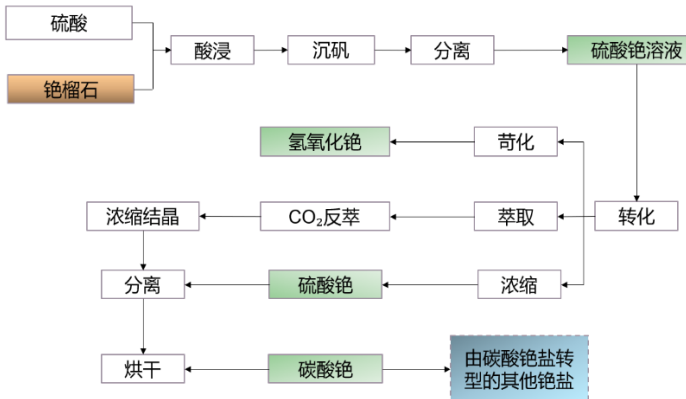 硫酸
铯榴石
酸浸
沉矾
分离
硫酸铯溶液
氢氧化铯
苛化
浓缩结晶
CO₂反萃
萃取
转化
分离
硫酸铯
浓缩
烘干
碳酸铯
由碳酸铯盐转
型的其他铯盐